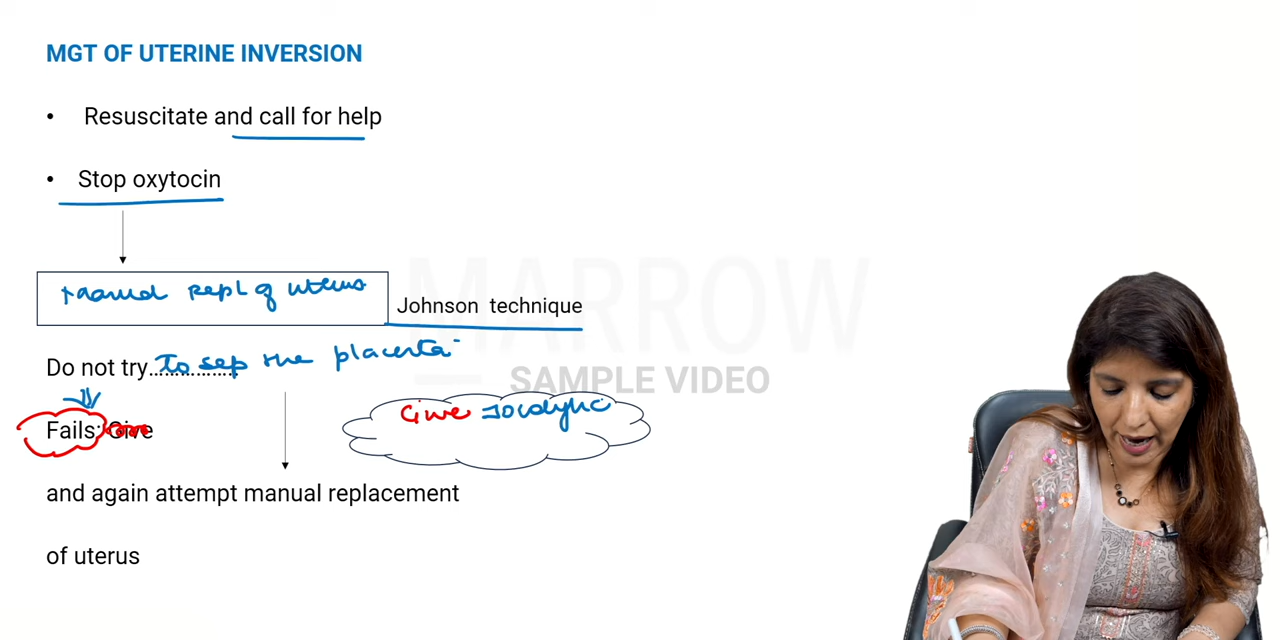 MGT OF UTERINE INVERSION
• Resuscitate and call for help
• Stop oxytocin
Manual Repl of uterus
Johnson technique
Do not try................. To sep the placenta
Fails: Give
Give Tocolytic
and again attempt manual replacement
of uterus
MARROW
SAMPLE VIDEO